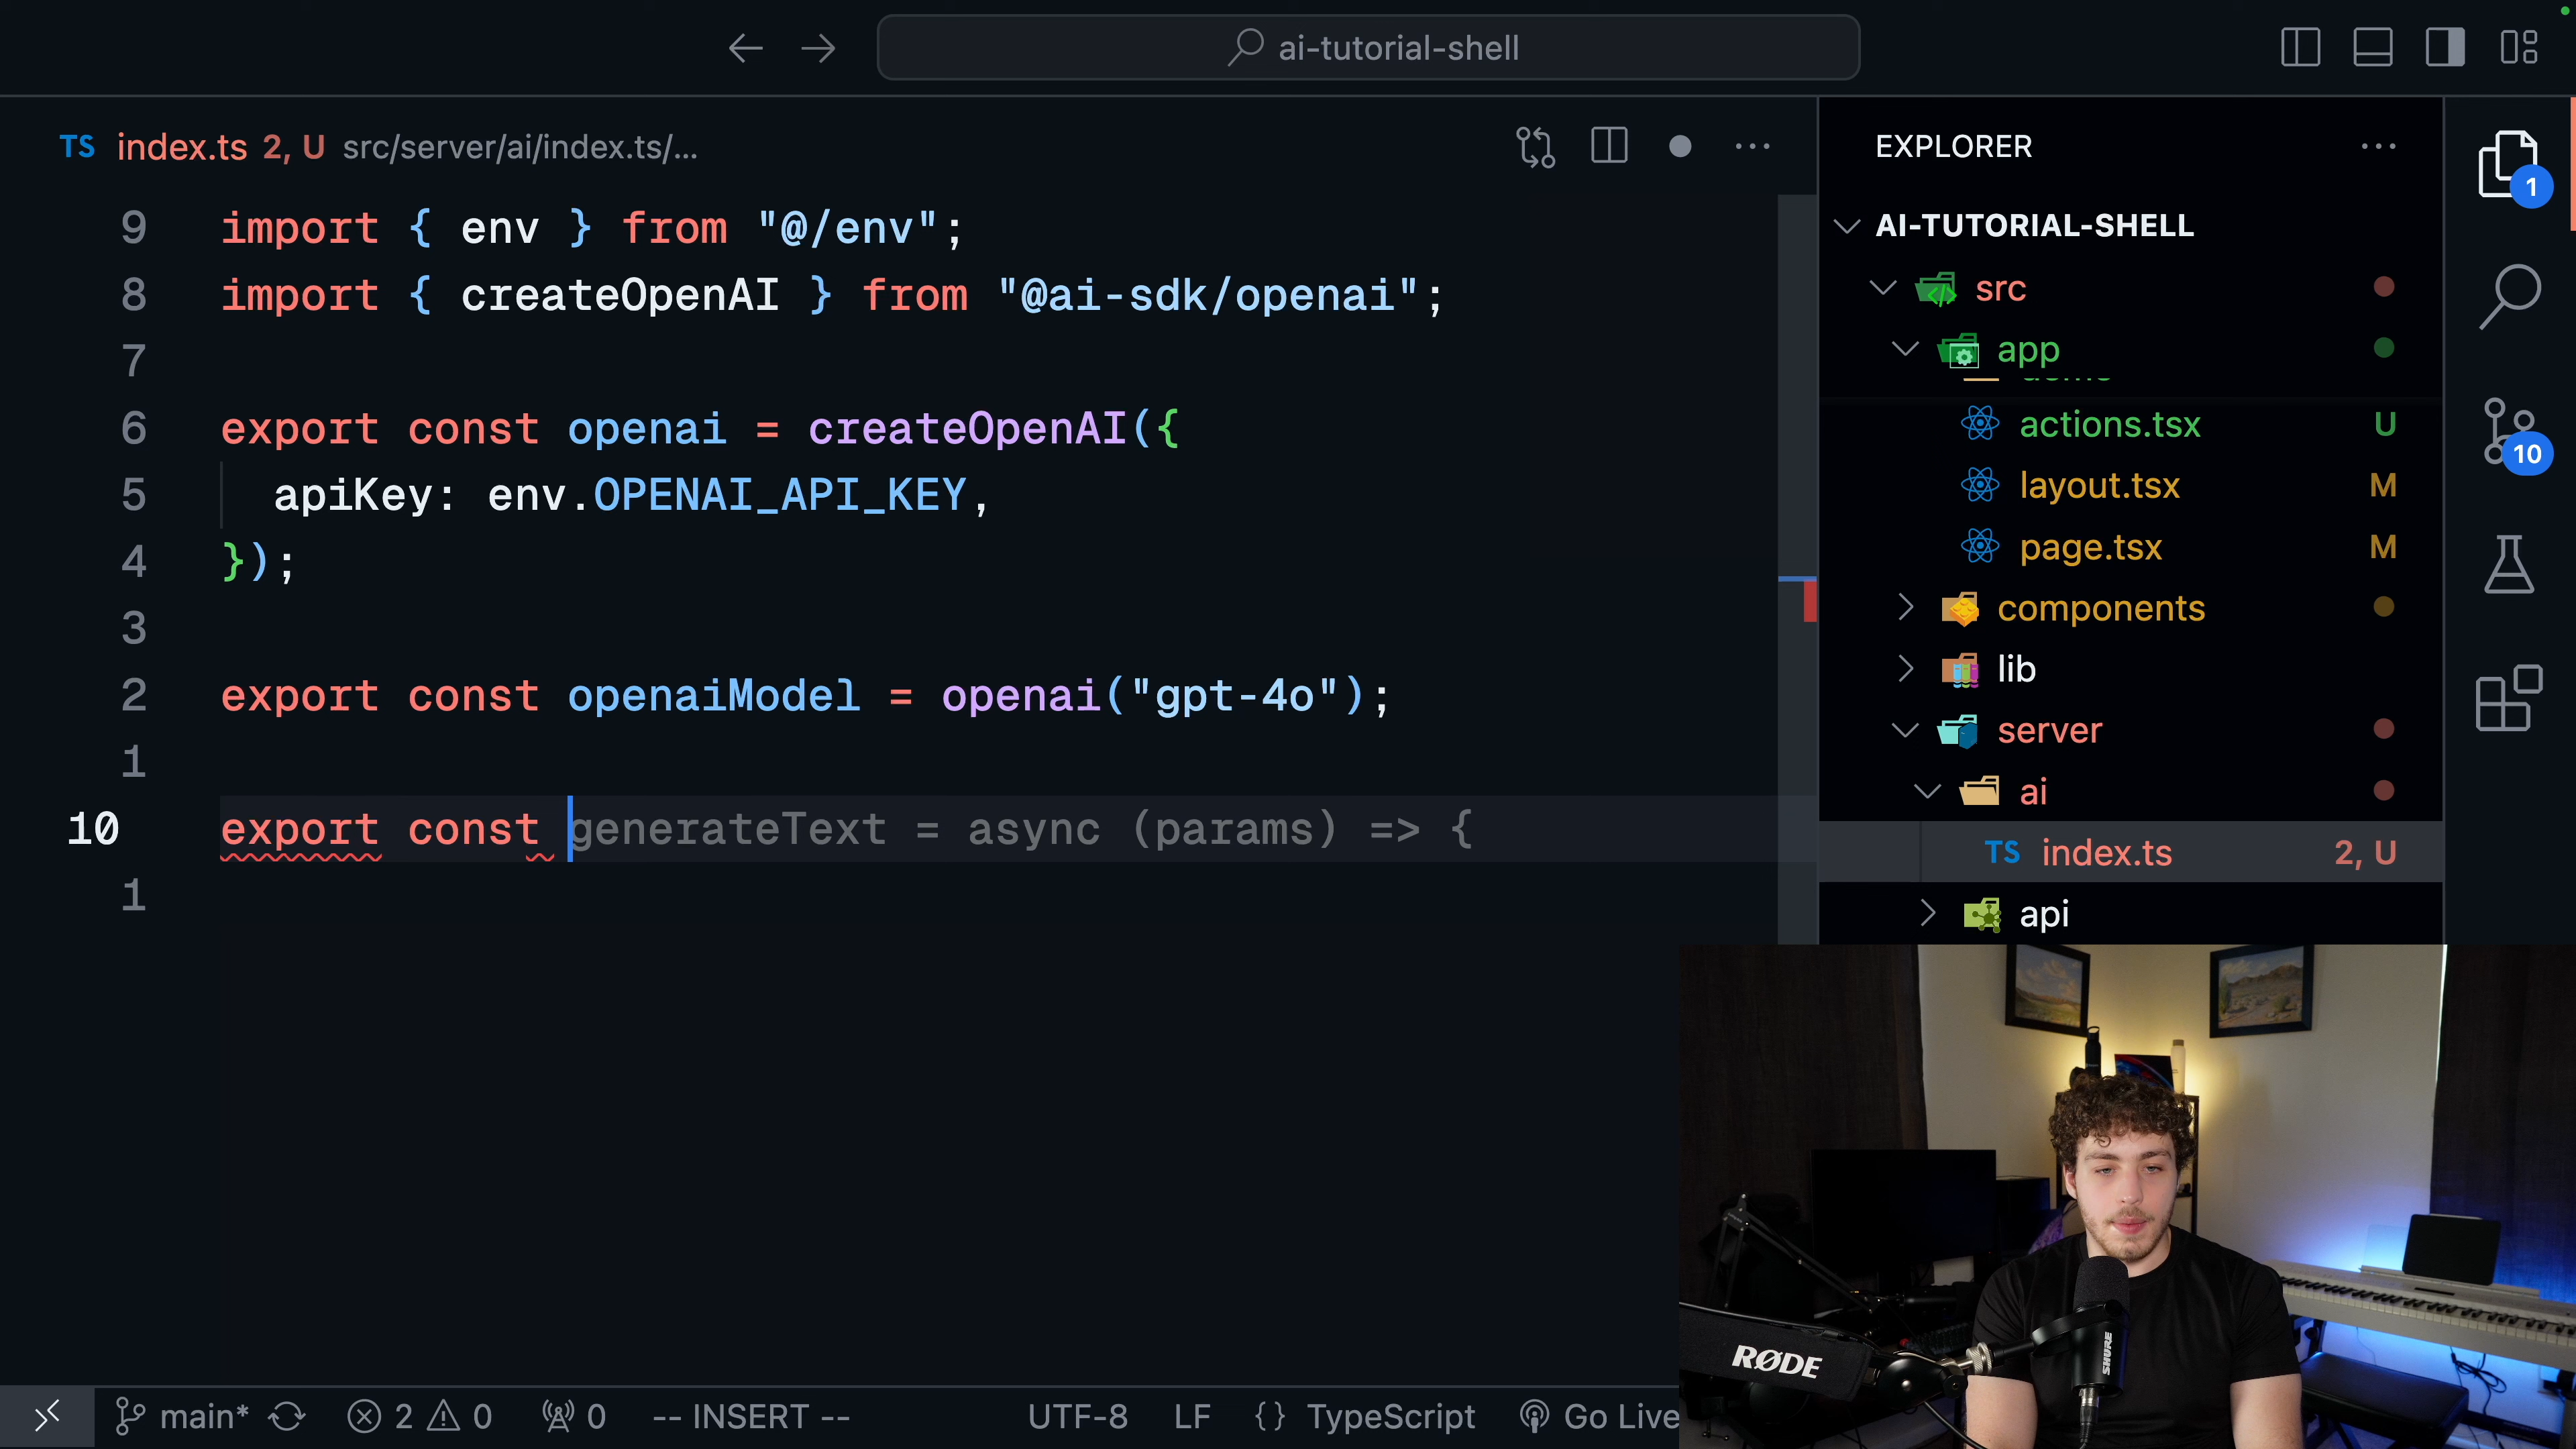 ai-tutorial-shell
TS index.ts 2, U src/server/ai/index.ts/...
9 import { env } from "@/env";
8 import { createOpenAI } from "@ai-sdk/openai";
7
6 export const openai = createOpenAI({
5 apiKey: env.OPENAI_API_KEY,
4 });
3
2 export const openaiModel = openai("gpt-4o");
1
10 export const generateText = async (params) => {
1
EXPLORER
AI-TUTORIAL-SHELL
src
app
actions.tsx U
layout.tsx M
page.tsx M
components
lib
server
ai
TS index.ts 2, U
api
1
10
RØDE
SHURE
main* 2 0 0 -- INSERT -- UTF-8 LF {} TypeScript Go Live